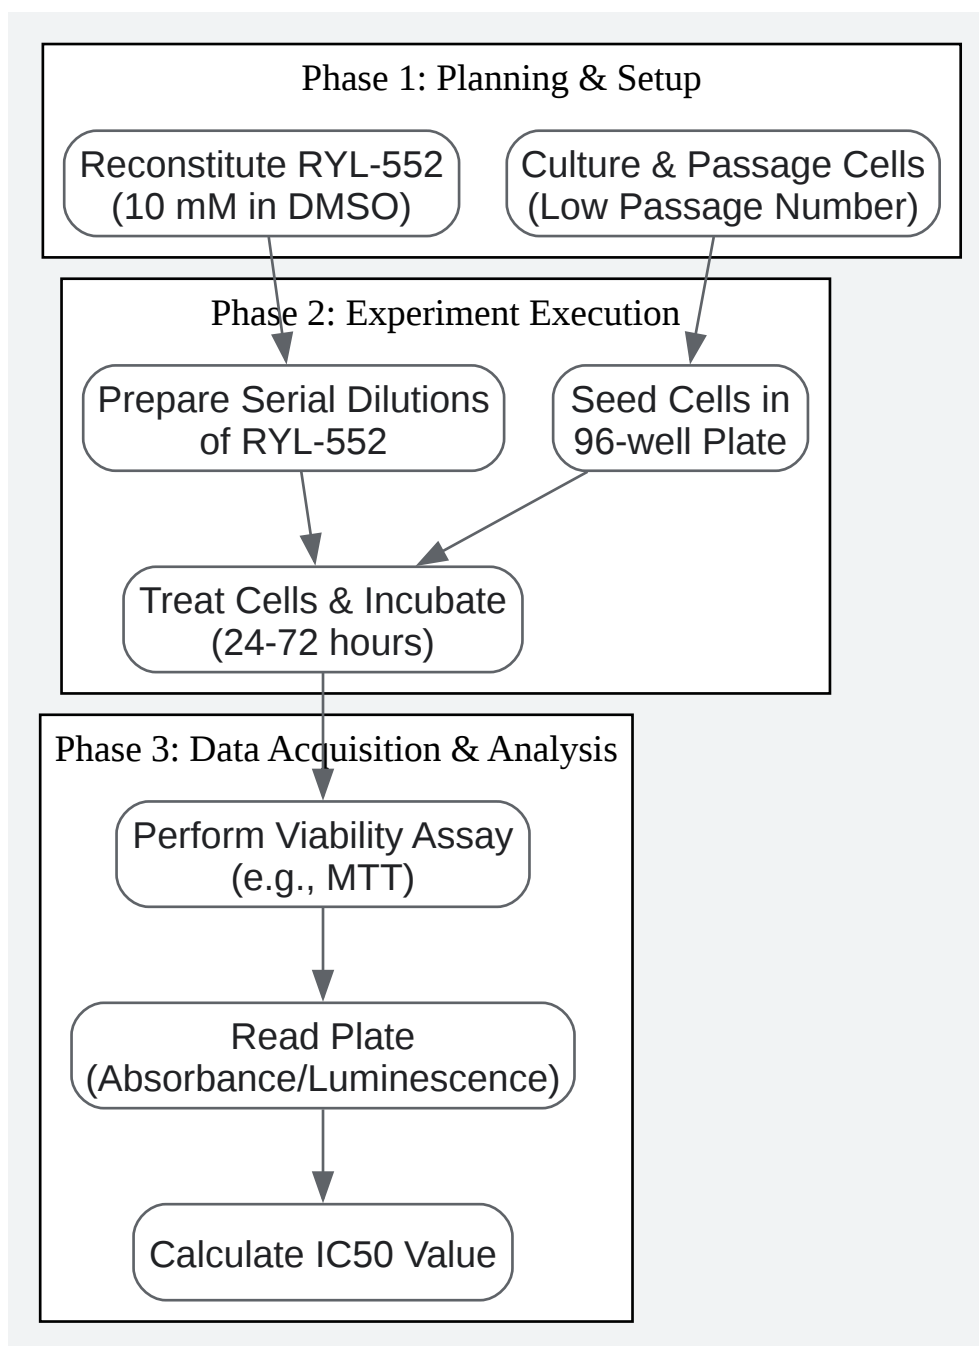 Phase 1: Planning & Setup
Reconstitute RYL-552
(10 mM in DMSO)
Culture & Passage Cells
(Low Passage Number)
Phase 2: Experiment Execution
Prepare Serial Dilutions
of RYL-552
Seed Cells in
96-well Plate
Treat Cells & Incubate
(24-72 hours)
Phase 3: Data Acquisition & Analysis
Perform Viability Assay
(e.g., MTT)
Read Plate
(Absorbance/Luminescence)
Calculate IC50 Value